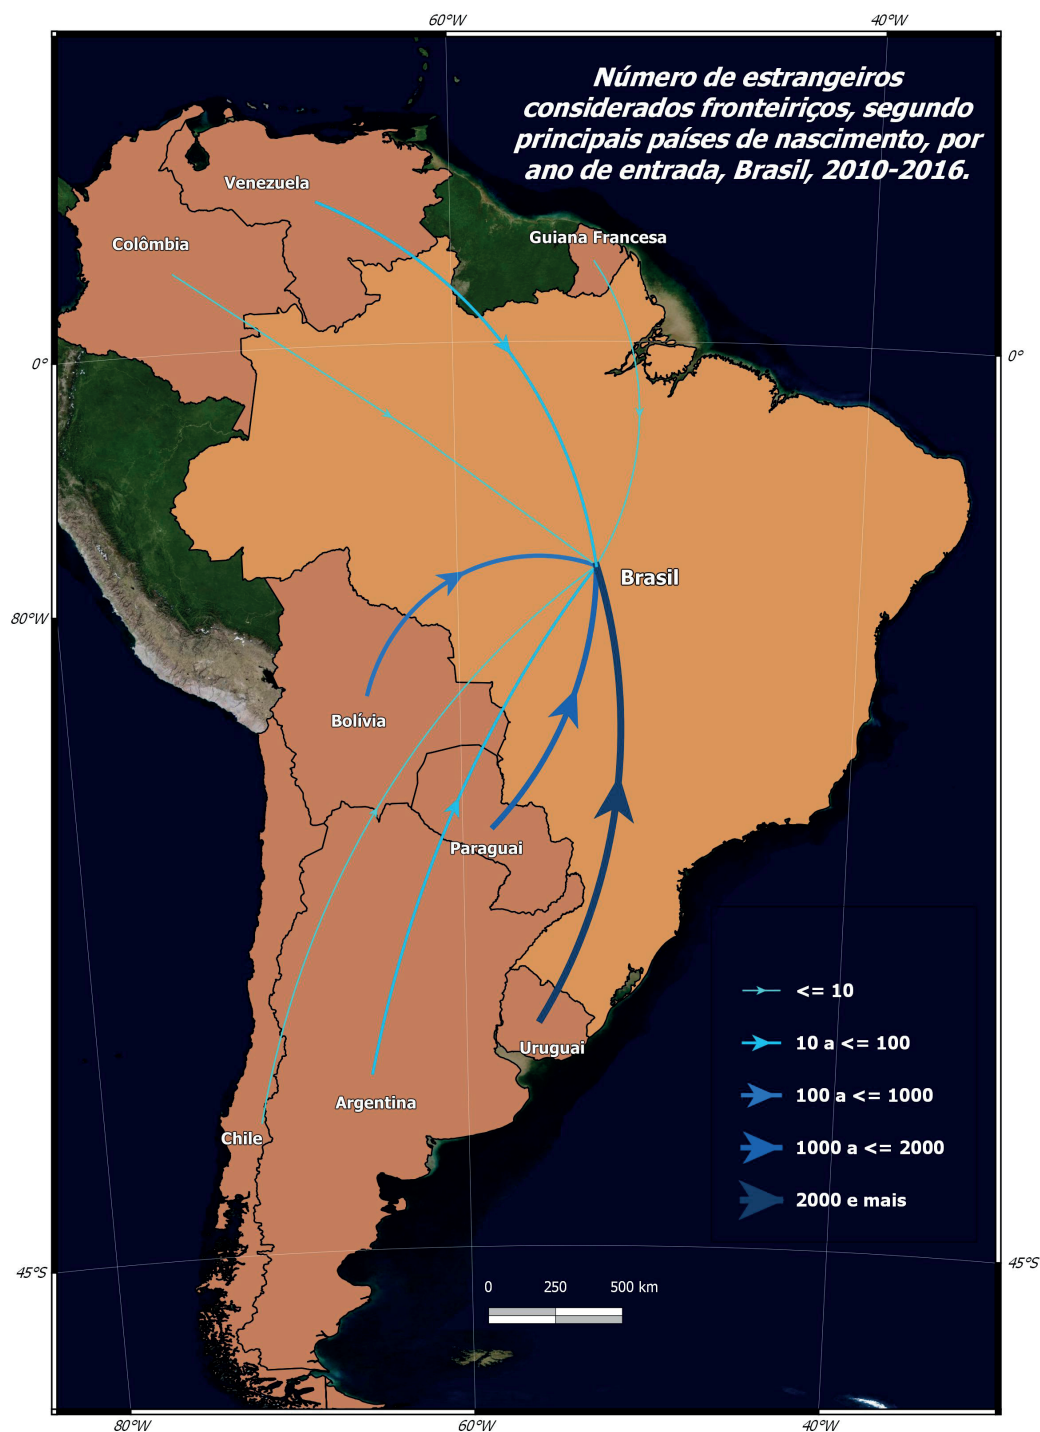 60°W
40°W
Número de estrangeiros
considerados fronteiriços, segundo
principais países de nascimento, por
ano de entrada, Brasil, 2010-2016.
Venezuela
Guiana Francesa
Colômbia
0°
0°
Brasil
80°W
Bolívia
Paraguai
<= 10
Uruguai
10 a <= 100
Argentina
100 a <= 1000
Chile
1000 a <= 2000
2000 e mais
45°S
45°S
0 250 500 km
80°W
60°W
40°W